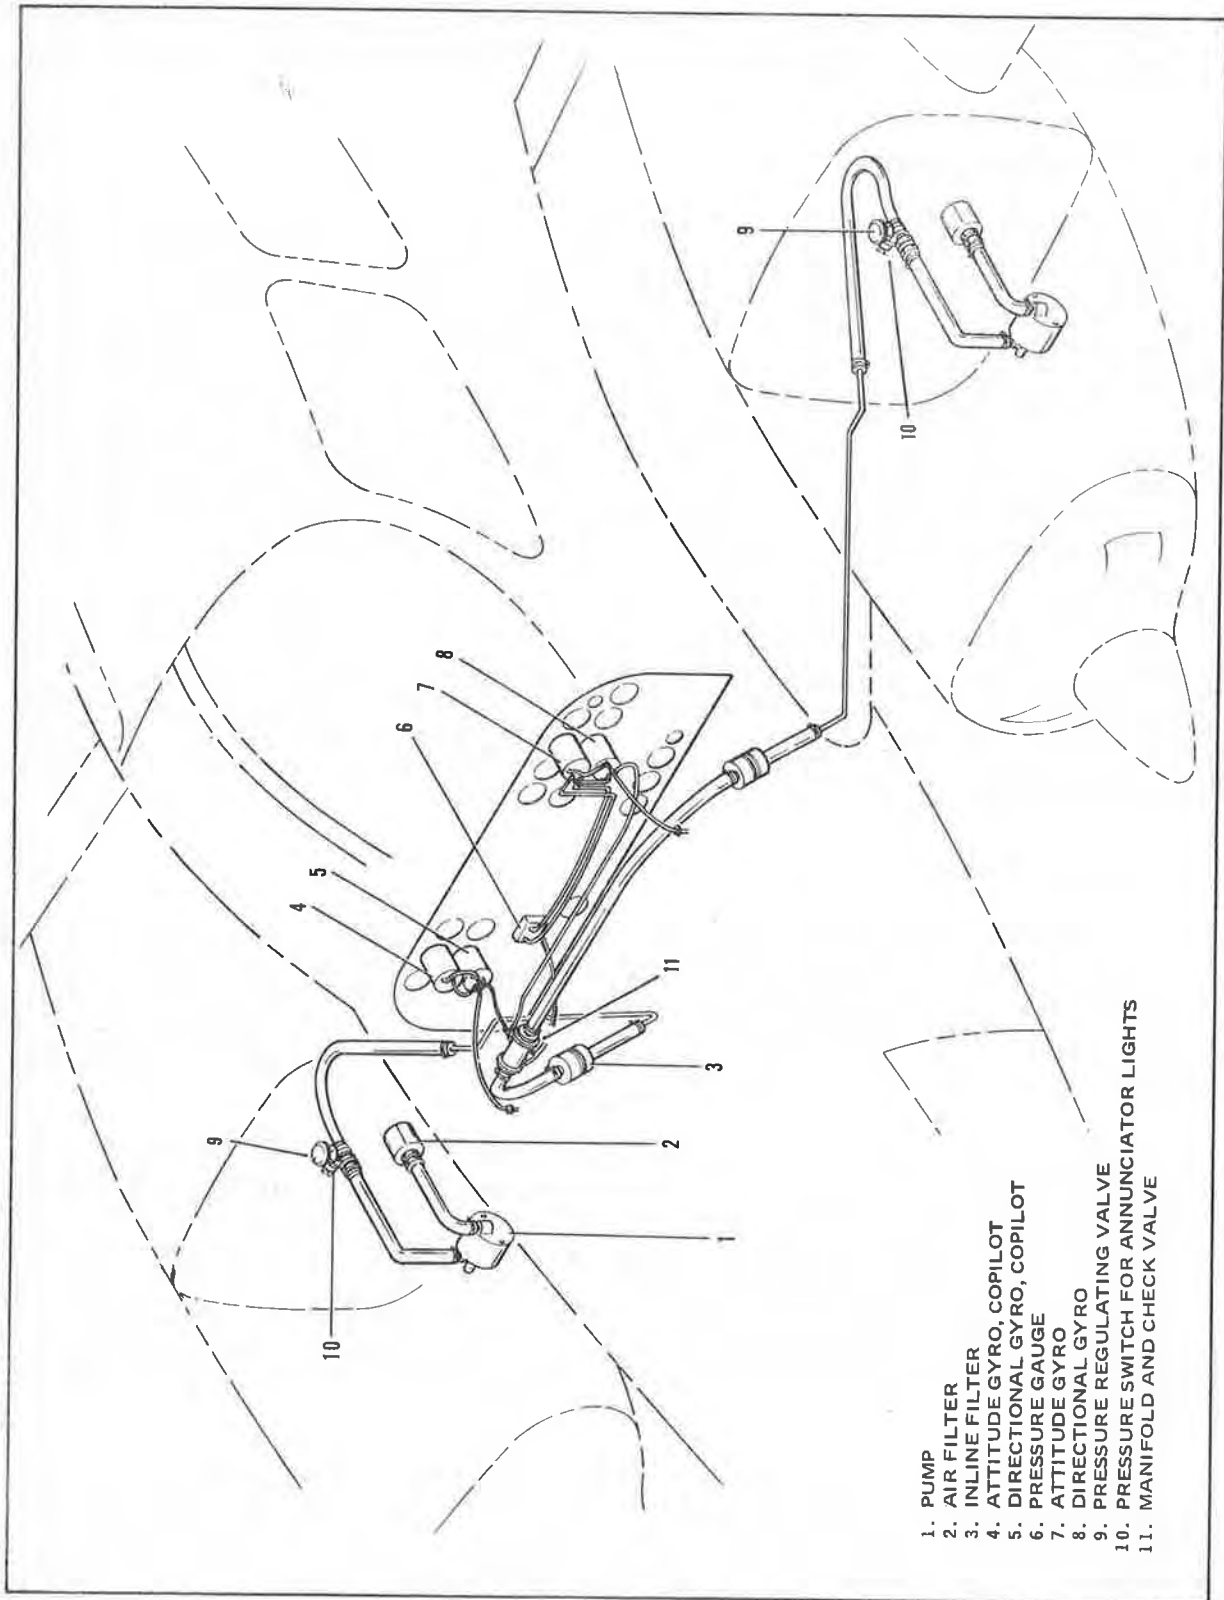 9
10
9
10
8
7
6
5
4
11
3
2
1
1. PUMP
2. AIR FILTER
3. INLINE FILTER
4. ATTITUDE GYRO, COPILOT
5. DIRECTIONAL GYRO, COPILOT
6. PRESSURE GAUGE
7. ATTITUDE GYRO
8. DIRECTIONAL GYRO
9. PRESSURE REGULATING VALVE
10. PRESSURE SWITCH FOR ANNUNCIATOR LIGHTS
11. MANIFOLD AND CHECK VALVE